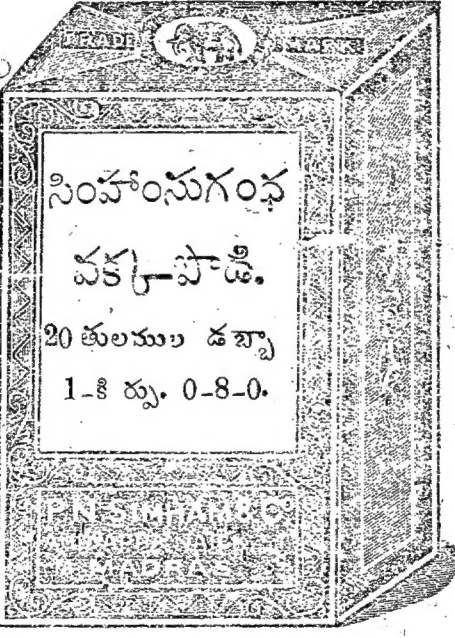 TRADE MARK
సింహాంసుగంధ
వక్క-పొడి.
20 తులముల డబ్బా
1-కి ర్పు. 0-8-0.
P.N. SIMHAM & Co
MADRAS